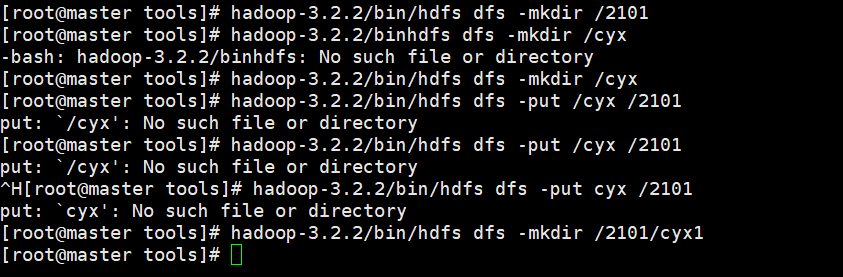 [root@master tools]# hadoop-3.2.2/bin/hdfs dfs -mkdir /2101
[root@master tools]# hadoop-3.2.2/binhdfs dfs -mkdir /cyx
-bash: hadoop-3.2.2/binhdfs: No such file or directory
[root@master tools]# hadoop-3.2.2/bin/hdfs dfs -mkdir /cyx
[root@master tools]# hadoop-3.2.2/bin/hdfs dfs -put /cyx /2101
put: `/cyx': No such file or directory
[root@master tools]# hadoop-3.2.2/bin/hdfs dfs -put /cyx /2101
put: `/cyx': No such file or directory
^H[root@master tools]# hadoop-3.2.2/bin/hdfs dfs -put cyx /2101
put: `cyx': No such file or directory
[root@master tools]# hadoop-3.2.2/bin/hdfs dfs -mkdir /2101/cyx1
[root@master tools]#